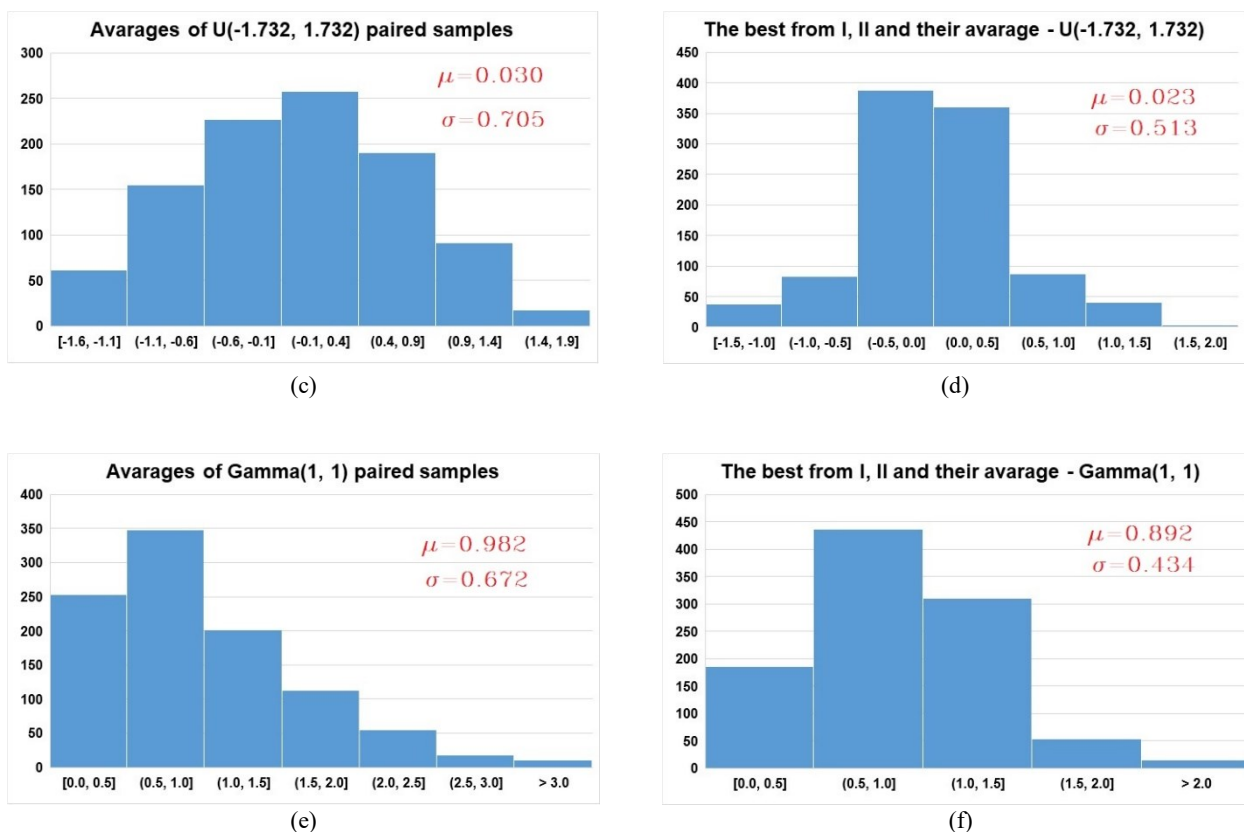 Avarages of U(-1.732, 1.732) paired samples
300
250
200
150
100
50
0
μ=0.030
σ=0.705
[-1.6, -1.1] (-1.1, -0.6] (-0.6, -0.1] (-0.1, 0.4] (0.4, 0.9] (0.9, 1.4] (1.4, 1.9]
(c)
The best from I, II and their avarage - U(-1.732, 1.732)
450
400
350
300
250
200
150
100
50
0
μ=0.023
σ=0.513
[-1.5, -1.0] (-1.0, -0.5] (-0.5, 0.0] (0.0, 0.5] (0.5, 1.0] (1.0, 1.5] (1.5, 2.0]
(d)
Avarages of Gamma(1, 1) paired samples
400
350
300
250
200
150
100
50
0
μ=0.982
σ=0.672
[0.0, 0.5] (0.5, 1.0] (1.0, 1.5] (1.5, 2.0] (2.0, 2.5] (2.5, 3.0] > 3.0
(e)
The best from I, II and their avarage - Gamma(1, 1)
500
450
400
350
300
250
200
150
100
50
0
μ=0.892
σ=0.434
[0.0, 0.5] (0.5, 1.0] (1.0, 1.5] (1.5, 2.0] > 2.0
(f)